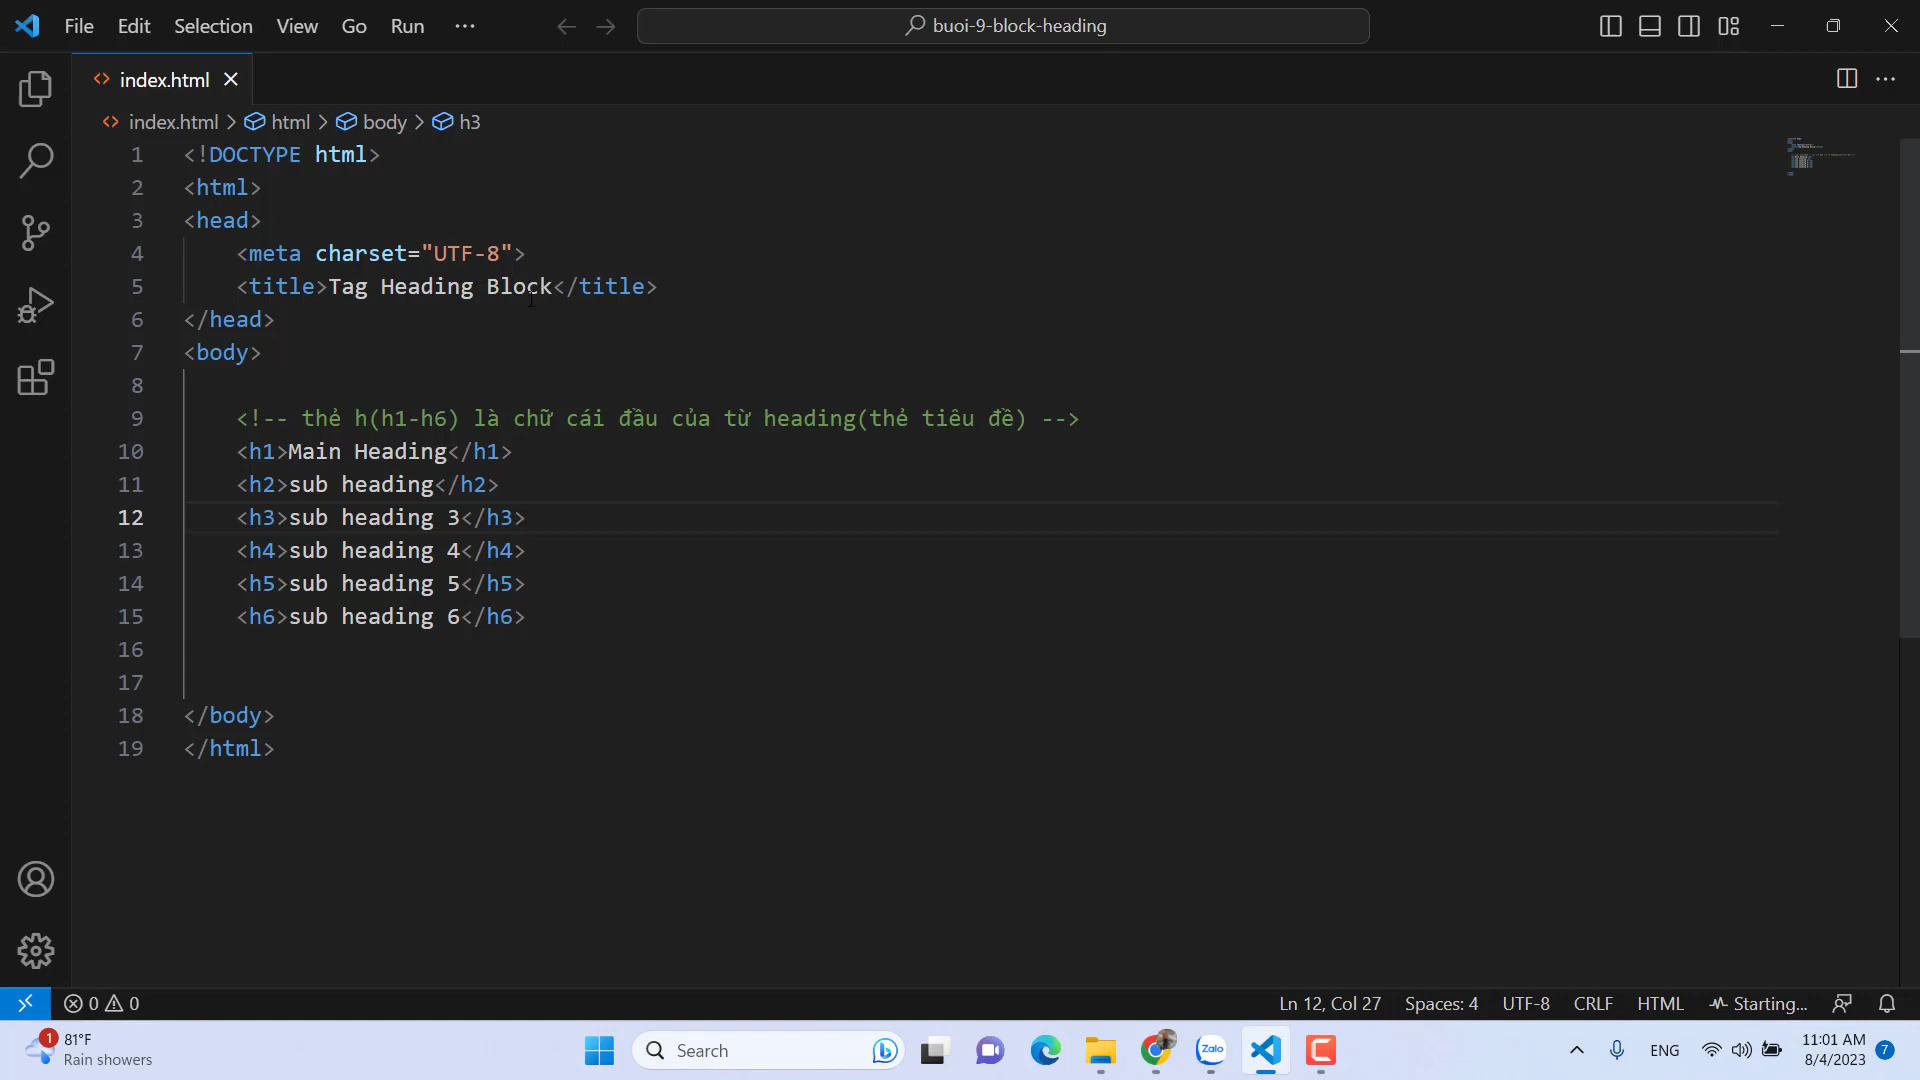 File Edit Selection View Go Run ··· buoi-9-block-heading
index.html
index.html > html > body > h3
1 <!DOCTYPE html>
2 <html>
3 <head>
4 <meta charset="UTF-8">
5 <title>Tag Heading Block</title>
6 </head>
7 <body>
8
9 <!-- thẻ h(h1-h6) là chữ cái đầu của từ heading(thẻ tiêu đề) -->
10 <h1>Main Heading</h1>
11 <h2>sub heading</h2>
12 <h3>sub heading 3</h3>
13 <h4>sub heading 4</h4>
14 <h5>sub heading 5</h5>
15 <h6>sub heading 6</h6>
16
17
18 </body>
19 </html>
0 0 Ln 12, Col 27 Spaces: 4 UTF-8 CRLF HTML Starting...
1 81°F
Rain showers
Search
Zalo
ENG
11:01 AM
8/4/2023
7